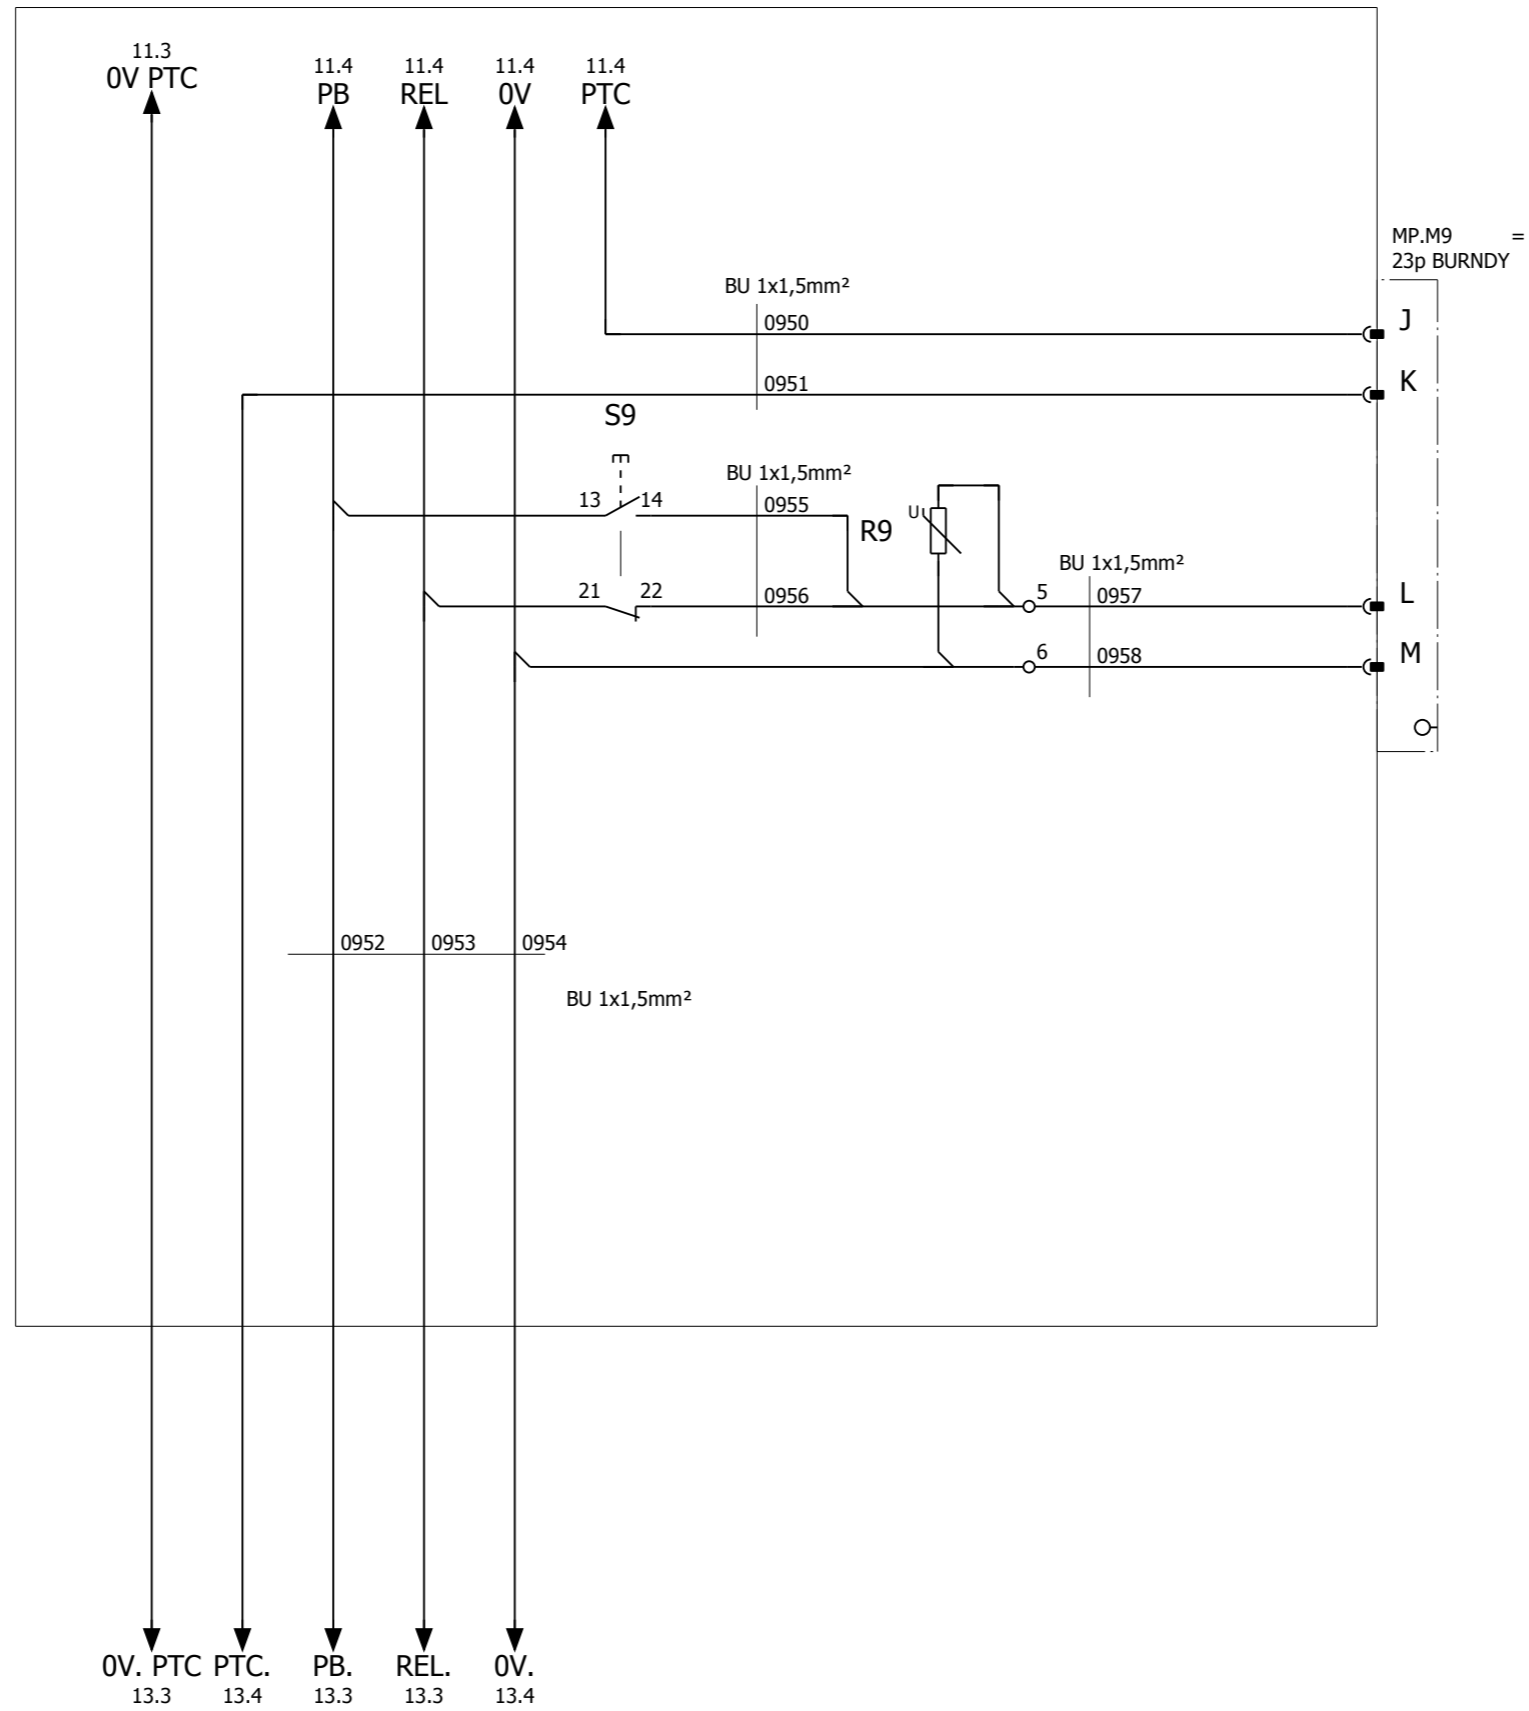 11.3
0V PTC
11.4 11.4 11.4 11.4
PB REL 0V PTC
MP.M9 =
23p BURNDY
BU 1x1,5mm²
0950
J
0951
K
S9
BU 1x1,5mm²
13 14 0955
U
R9
BU 1x1,5mm²
21 22 0956 5 0957 L
6 0958 M
0952 0953 0954
BU 1x1,5mm²
0V. PTC PTC. PB. REL. 0V.
13.3 13.4 13.3 13.3 13.4